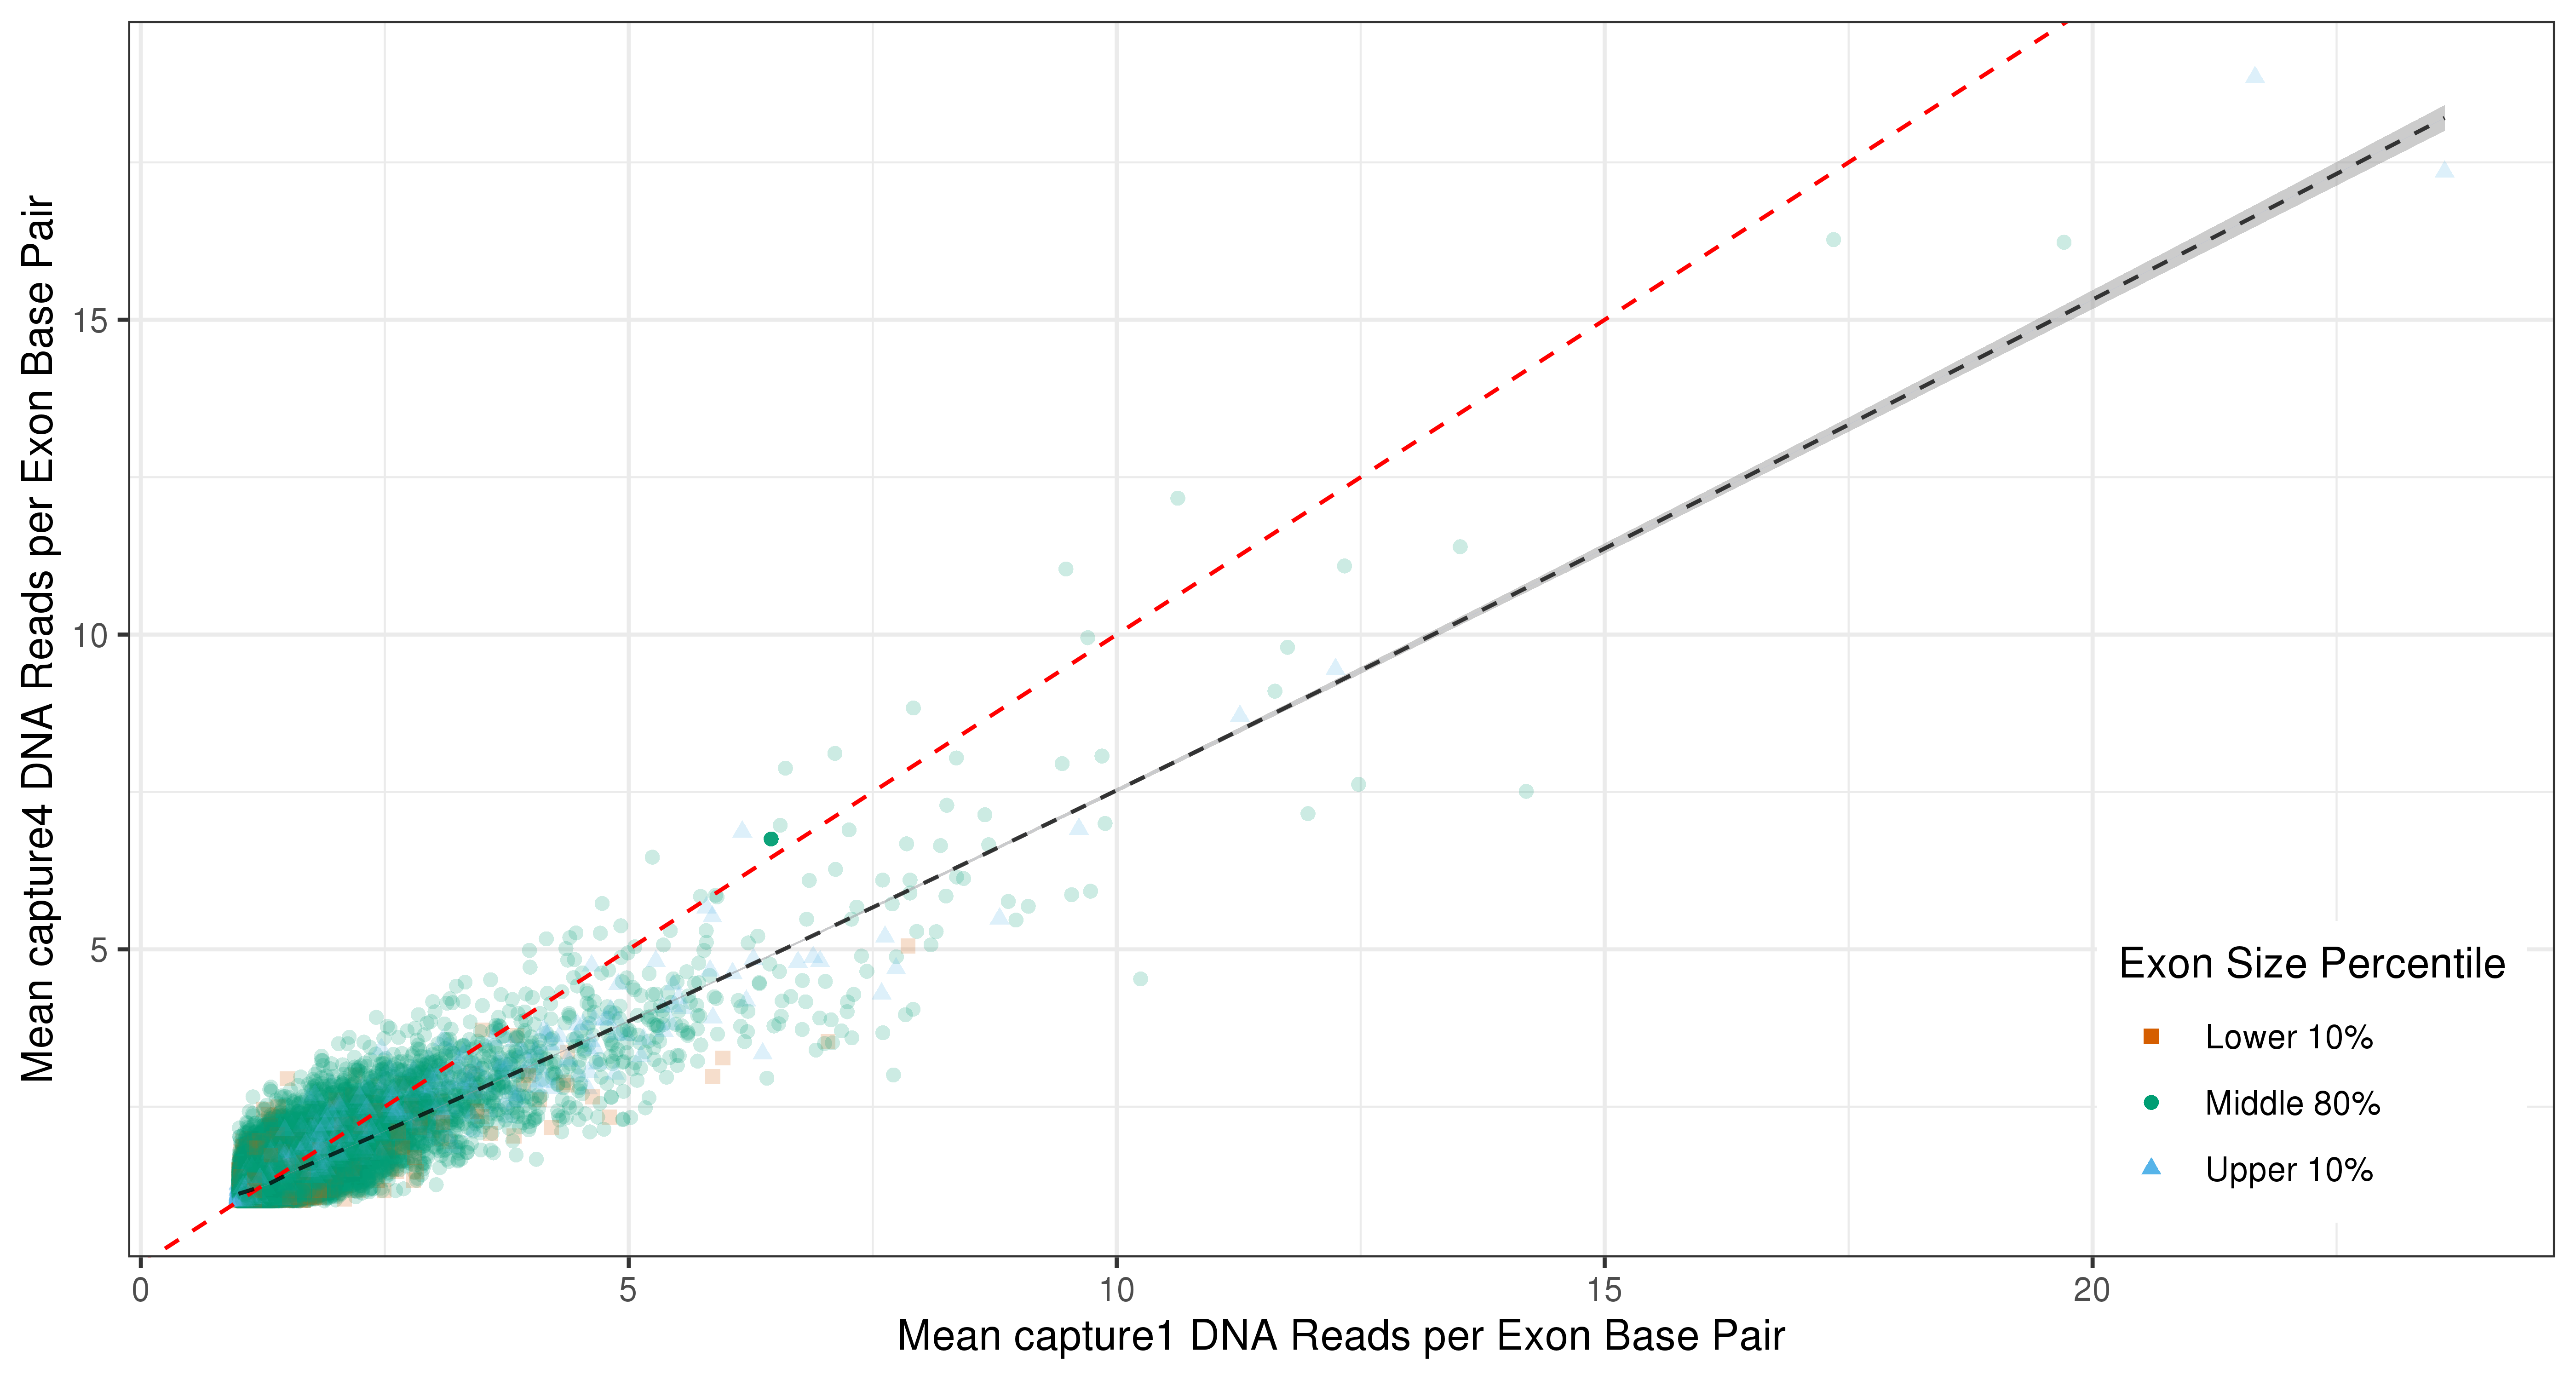 Mean capture4 DNA Reads per Exon Base Pair
15
10
5
0
5
10
15
20
Mean capture1 DNA Reads per Exon Base Pair
Exon Size Percentile
Lower 10%
Middle 80%
Upper 10%